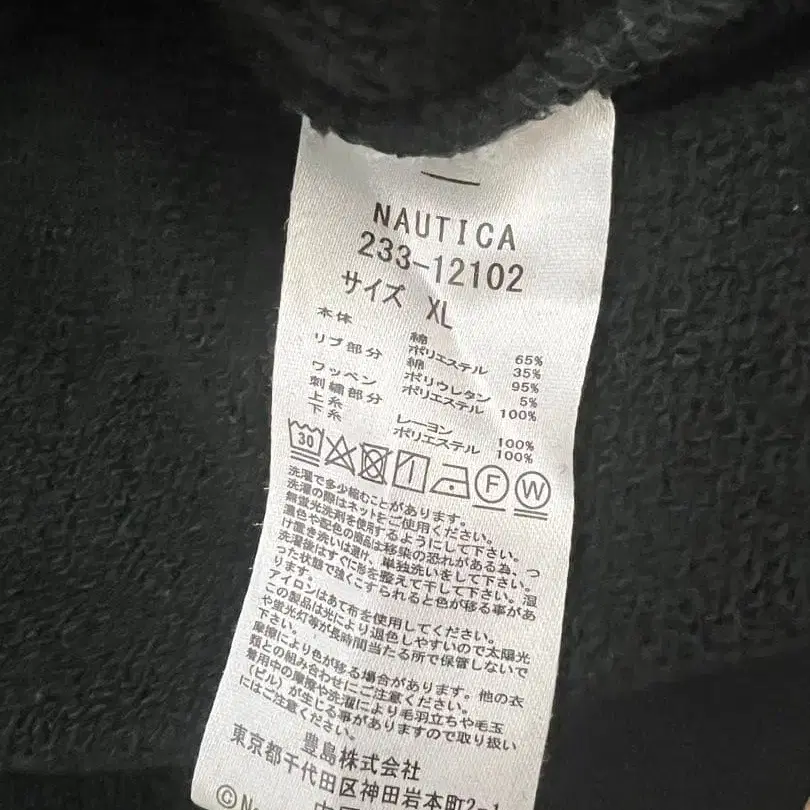 NAUTICA
233-12102
サイズ XL
本体 綿 65%
ポリエステル 35%
リブ部分 綿 95%
ポリウレタン 5%
ワッペン ポリエステル 100%
刺繍部分
上糸 レーヨン 100%
下糸 ポリエステル 100%
30 F W
洗濯で多少縮むことがあります。
洗濯の際はネットをご使用ください。
無蛍光洗剤を使用するようにして下さい。
濃色や配色の商品は移染の恐れがある為、つ
け置き洗いは避け、単独洗いをして下さい。
洗濯後はすぐに形を整えて干して下さい。湿
った状態で強くこすられると色が移る事があ
ります。
アイロンはあて布を使用してください。
この製品は光により退色しやすいので太陽光
や蛍光灯等が長時間当たる所で保管しないで
下さい。
摩擦により色が移る場合があります。他の衣
類との組み合わせにご注意ください。
着用中の摩擦や洗濯により毛羽立ちや毛玉
(ピル)が生じる事がありますので取り扱い
にはご注意ください。
豊島株式会社
東京都千代田区神田岩本町2-1